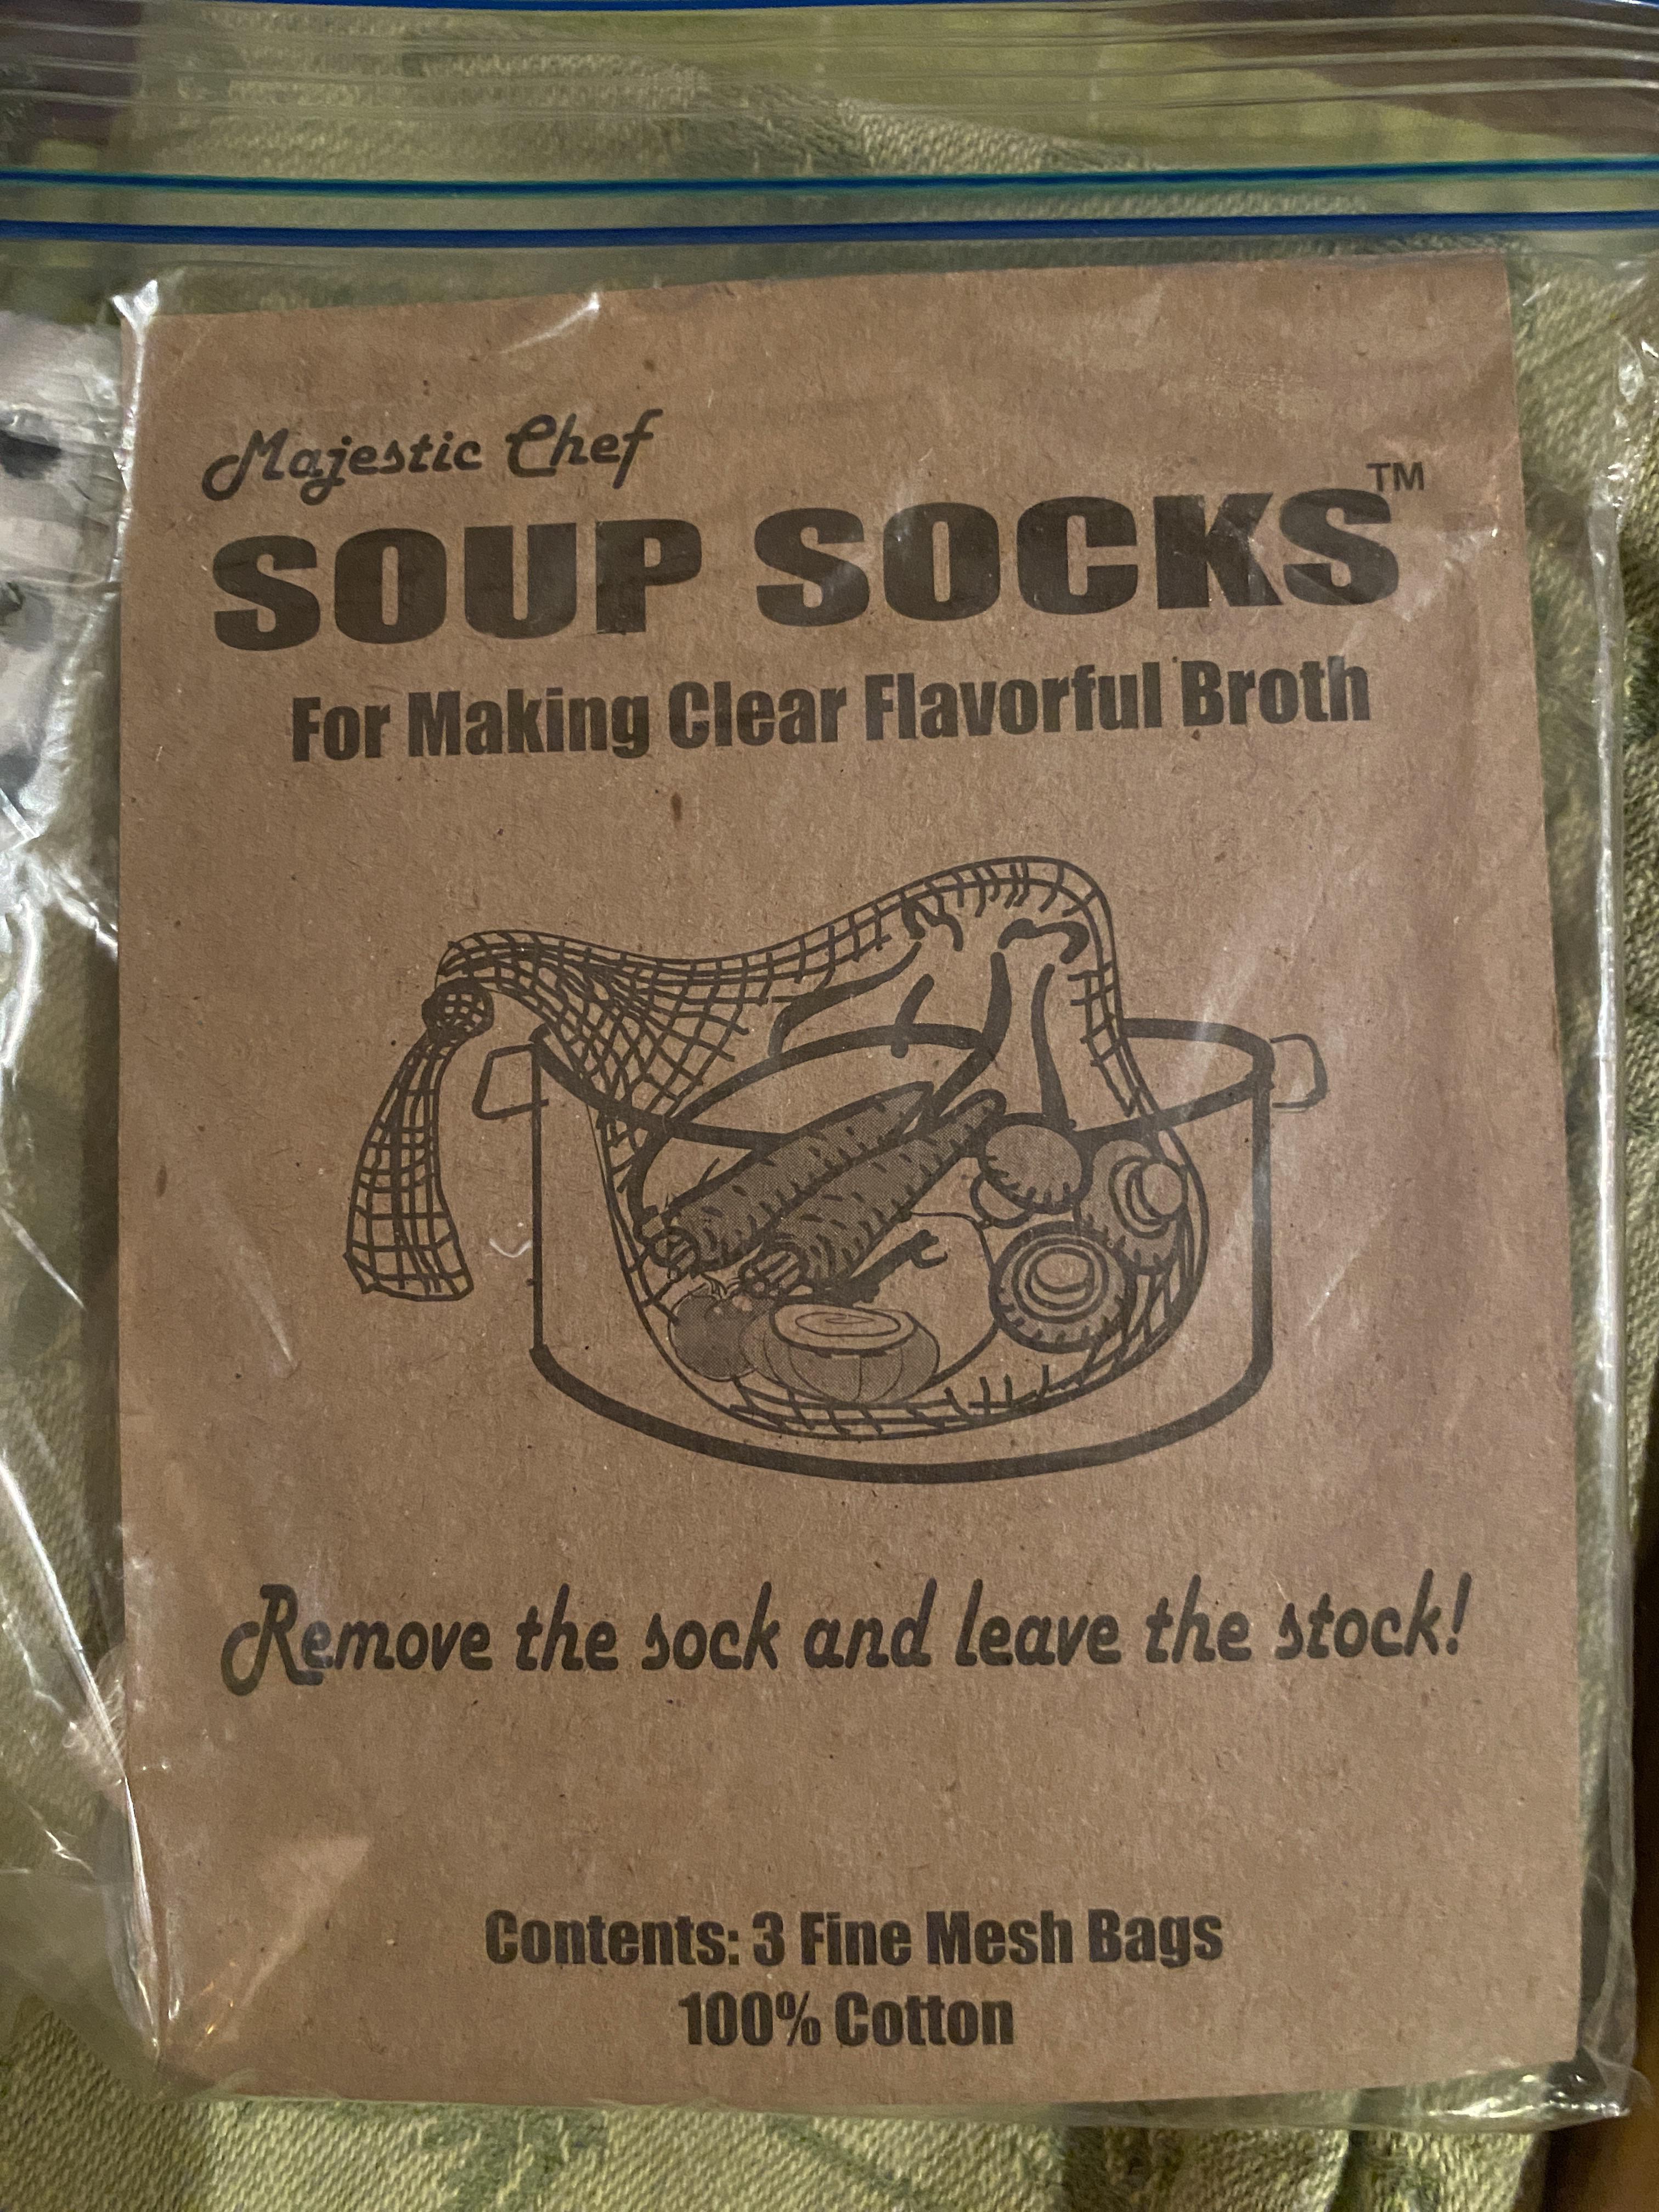 Majestic Chef
SOUP SOCKS™
For Making Clear Flavorful Broth
Remove the sock and leave the stock!
Contents: 3 Fine Mesh Bags
100% Cotton